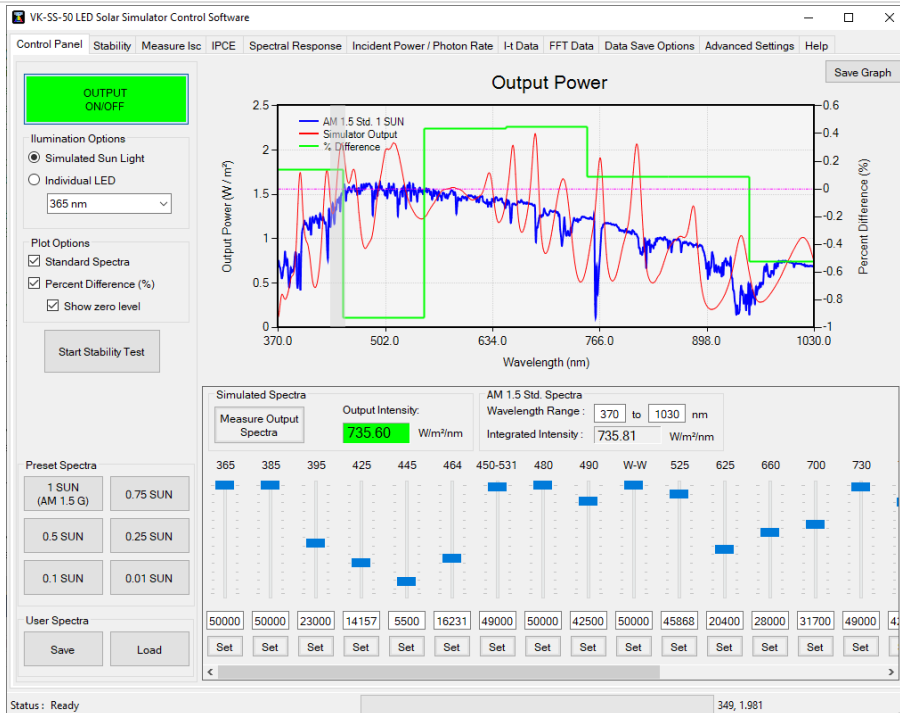 VK-SS-50 LED Solar Simulator Control Software
Control Panel Stability Measure Isc IPCE Spectral Response Incident Power / Photon Rate I-t Data FFT Data Data Save Options Advanced Settings Help
OUTPUT
ON/OFF
Ilumination Options
Simulated Sun Light
Individual LED
365 nm
Plot Options
Standard Spectra
Percent Difference (%)
Show zero level
Start Stability Test
Preset Spectra
1 SUN
(AM 1.5 G)
0.75 SUN
0.5 SUN
0.25 SUN
0.1 SUN
0.01 SUN
User Spectra
Save
Load
Save Graph
Output Power
AM 1.5 Std. 1 SUN
Simulator Output
% Difference
Output Power (W / m²)
2.5
2
1.5
1
0.5
0
0.6
0.4
0.2
0
-0.2
-0.4
-0.6
-0.8
-1
Percent Difference (%)
370.0 502.0 634.0 766.0 898.0 1030.0
Wavelength (nm)
Simulated Spectra
Measure Output
Spectra
Output Intensity:
735.60 W/m²/nm
AM 1.5 Std. Spectra
Wavelength Range : 370 to 1030 nm
Integrated Intensity : 735.81 W/m²/nm
365 385 395 425 445 464 450-531 480 490 W-W 525 625 660 700 730
50000 50000 23000 14157 5500 16231 49000 50000 42500 50000 45868 20400 28000 31700 49000
Set Set Set Set Set Set Set Set Set Set Set Set Set Set Set
Status : Ready
349, 1.981